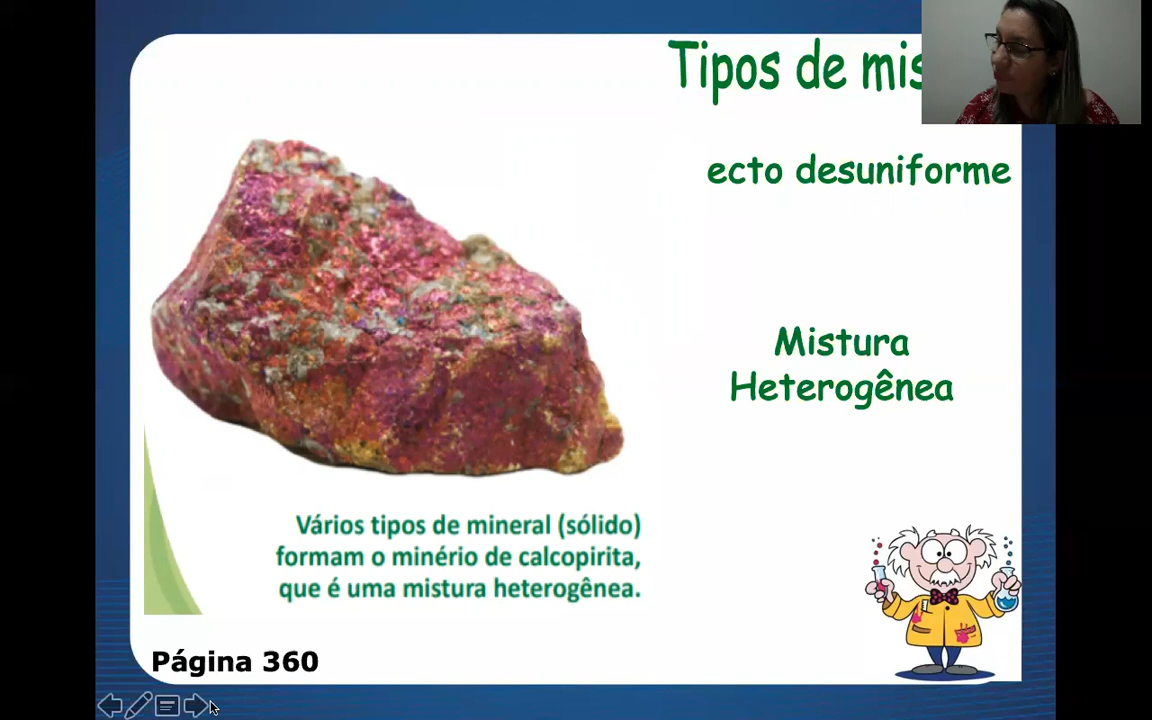 Tipos de
ecto desuniforme
Mistura
Heterogênea
Vários tipos de mineral (sólido)
formam o minério de calcopirita,
que é uma mistura heterogênea.
Página 360